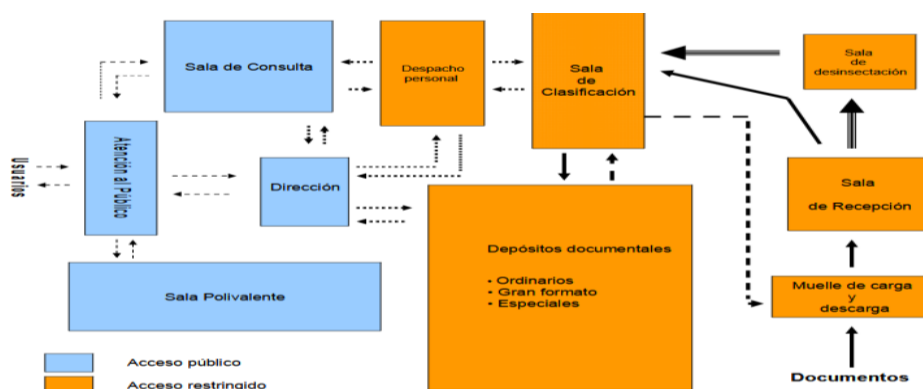 Sala de Consulta
Despacho
personal
Sala
de
Clasificación
Sala
de
desinsectación
Usuarios
Atención al Público
Dirección
Sala
de Recepción
Depósitos documentales
• Ordinarios
• Gran formato
• Especiales
Sala Polivalente
Muelle de carga
y
descarga
Acceso público
Acceso restringido
Documentos